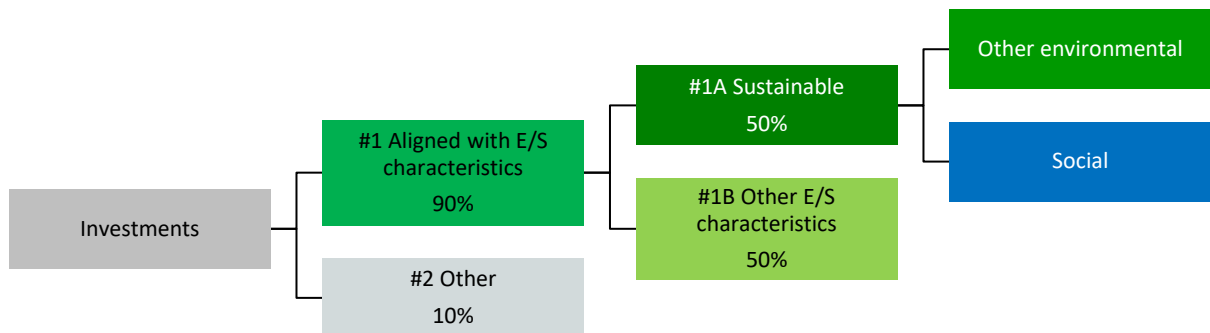 Investments
#1 Aligned with E/S
characteristics
90%
#2 Other
10%
#1A Sustainable
50%
#1B Other E/S
characteristics
50%
Other environmental
Social